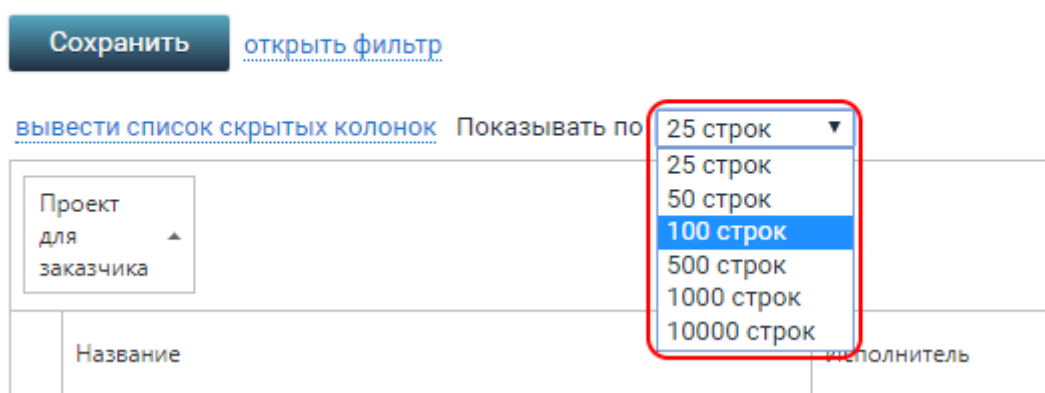 Сохранить открыть фильтр
вывести список скрытых колонок Показывать по 25 строк
25 строк
50 строк
100 строк
500 строк
1000 строк
10000 строк
Проект
для
заказчика
Название
Исполнитель